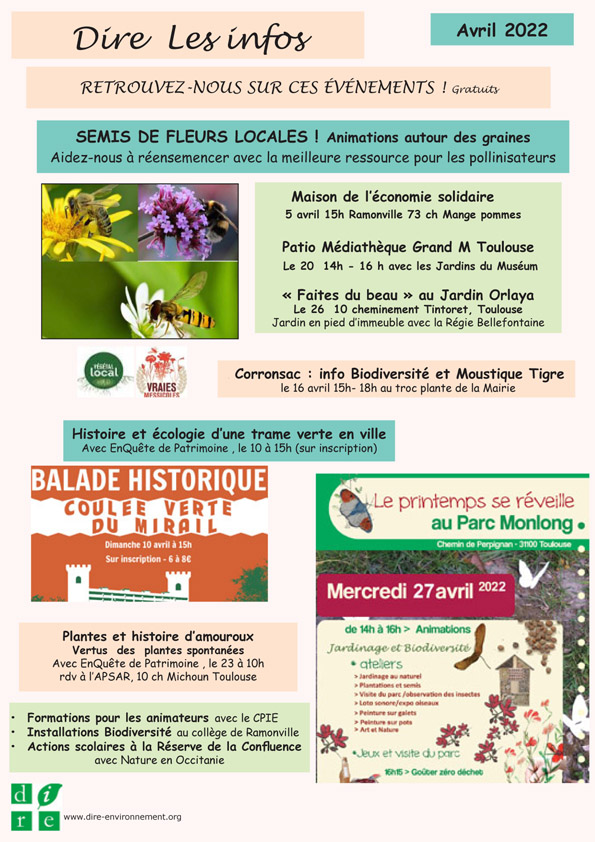 Dire Les infos
Avril 2022
RETROUVEZ-NOUS SUR CES ÉVÉNEMENTS ! Gratuits
SEMIS DE FLEURS LOCALES ! Animations autour des graines
Aidez-nous à réensemencer avec la meilleure ressource pour les pollinisateurs
Maison de l'économie solidaire
5 avril 15h Ramonville 73 ch Mange pommes
Patio Médiathèque Grand M Toulouse
Le 20 14h - 16 h avec les Jardins du Muséum
« Faites du beau » au Jardin Orlaya
Le 26 10 cheminement Tintoret, Toulouse
Jardin en pied d'immeuble avec la Régie Bellefontaine
VÉGÉTAL
local
VRAIES
MESSICOLES
Corronsac : info Biodiversité et Moustique Tigre
le 16 avril 15h- 18h au troc plante de la Mairie
Histoire et écologie d'une trame verte en ville
Avec EnQuête de Patrimoine , le 10 à 15h (sur inscription)
BALADE HISTORIQUE
COULEE VERTE
DU MIRAIL
Dimanche 10 avril à 15h
Sur inscription - 6 à 8€
Le printemps se réveille
au Parc Monlong
Chemin de Perpignan - 31100 Toulouse
Mercredi 27avril 2022
de 14h à 16h > Animations
Jardinage et Biodiversité
• ateliers
> Jardinage au naturel
> Plantations et semis
> Visite du parc /observation des insectes
> Loto sonore/expo oiseaux
> Peinture sur galets
> Peinture sur pots
> Art et Nature
• Jeux et visite du parc
16h15 > Goûter zéro déchet
Plantes et histoire d'amouroux
Vertus des plantes spontanées
Avec EnQuête de Patrimoine , le 23 à 10h
rdv à l'APSAR, 10 ch Michoun Toulouse
• Formations pour les animateurs avec le CPIE
• Installations Biodiversité au collège de Ramonville
• Actions scolaires à la Réserve de la Confluence
avec Nature en Occitanie
di
re
www.dire-environnement.org